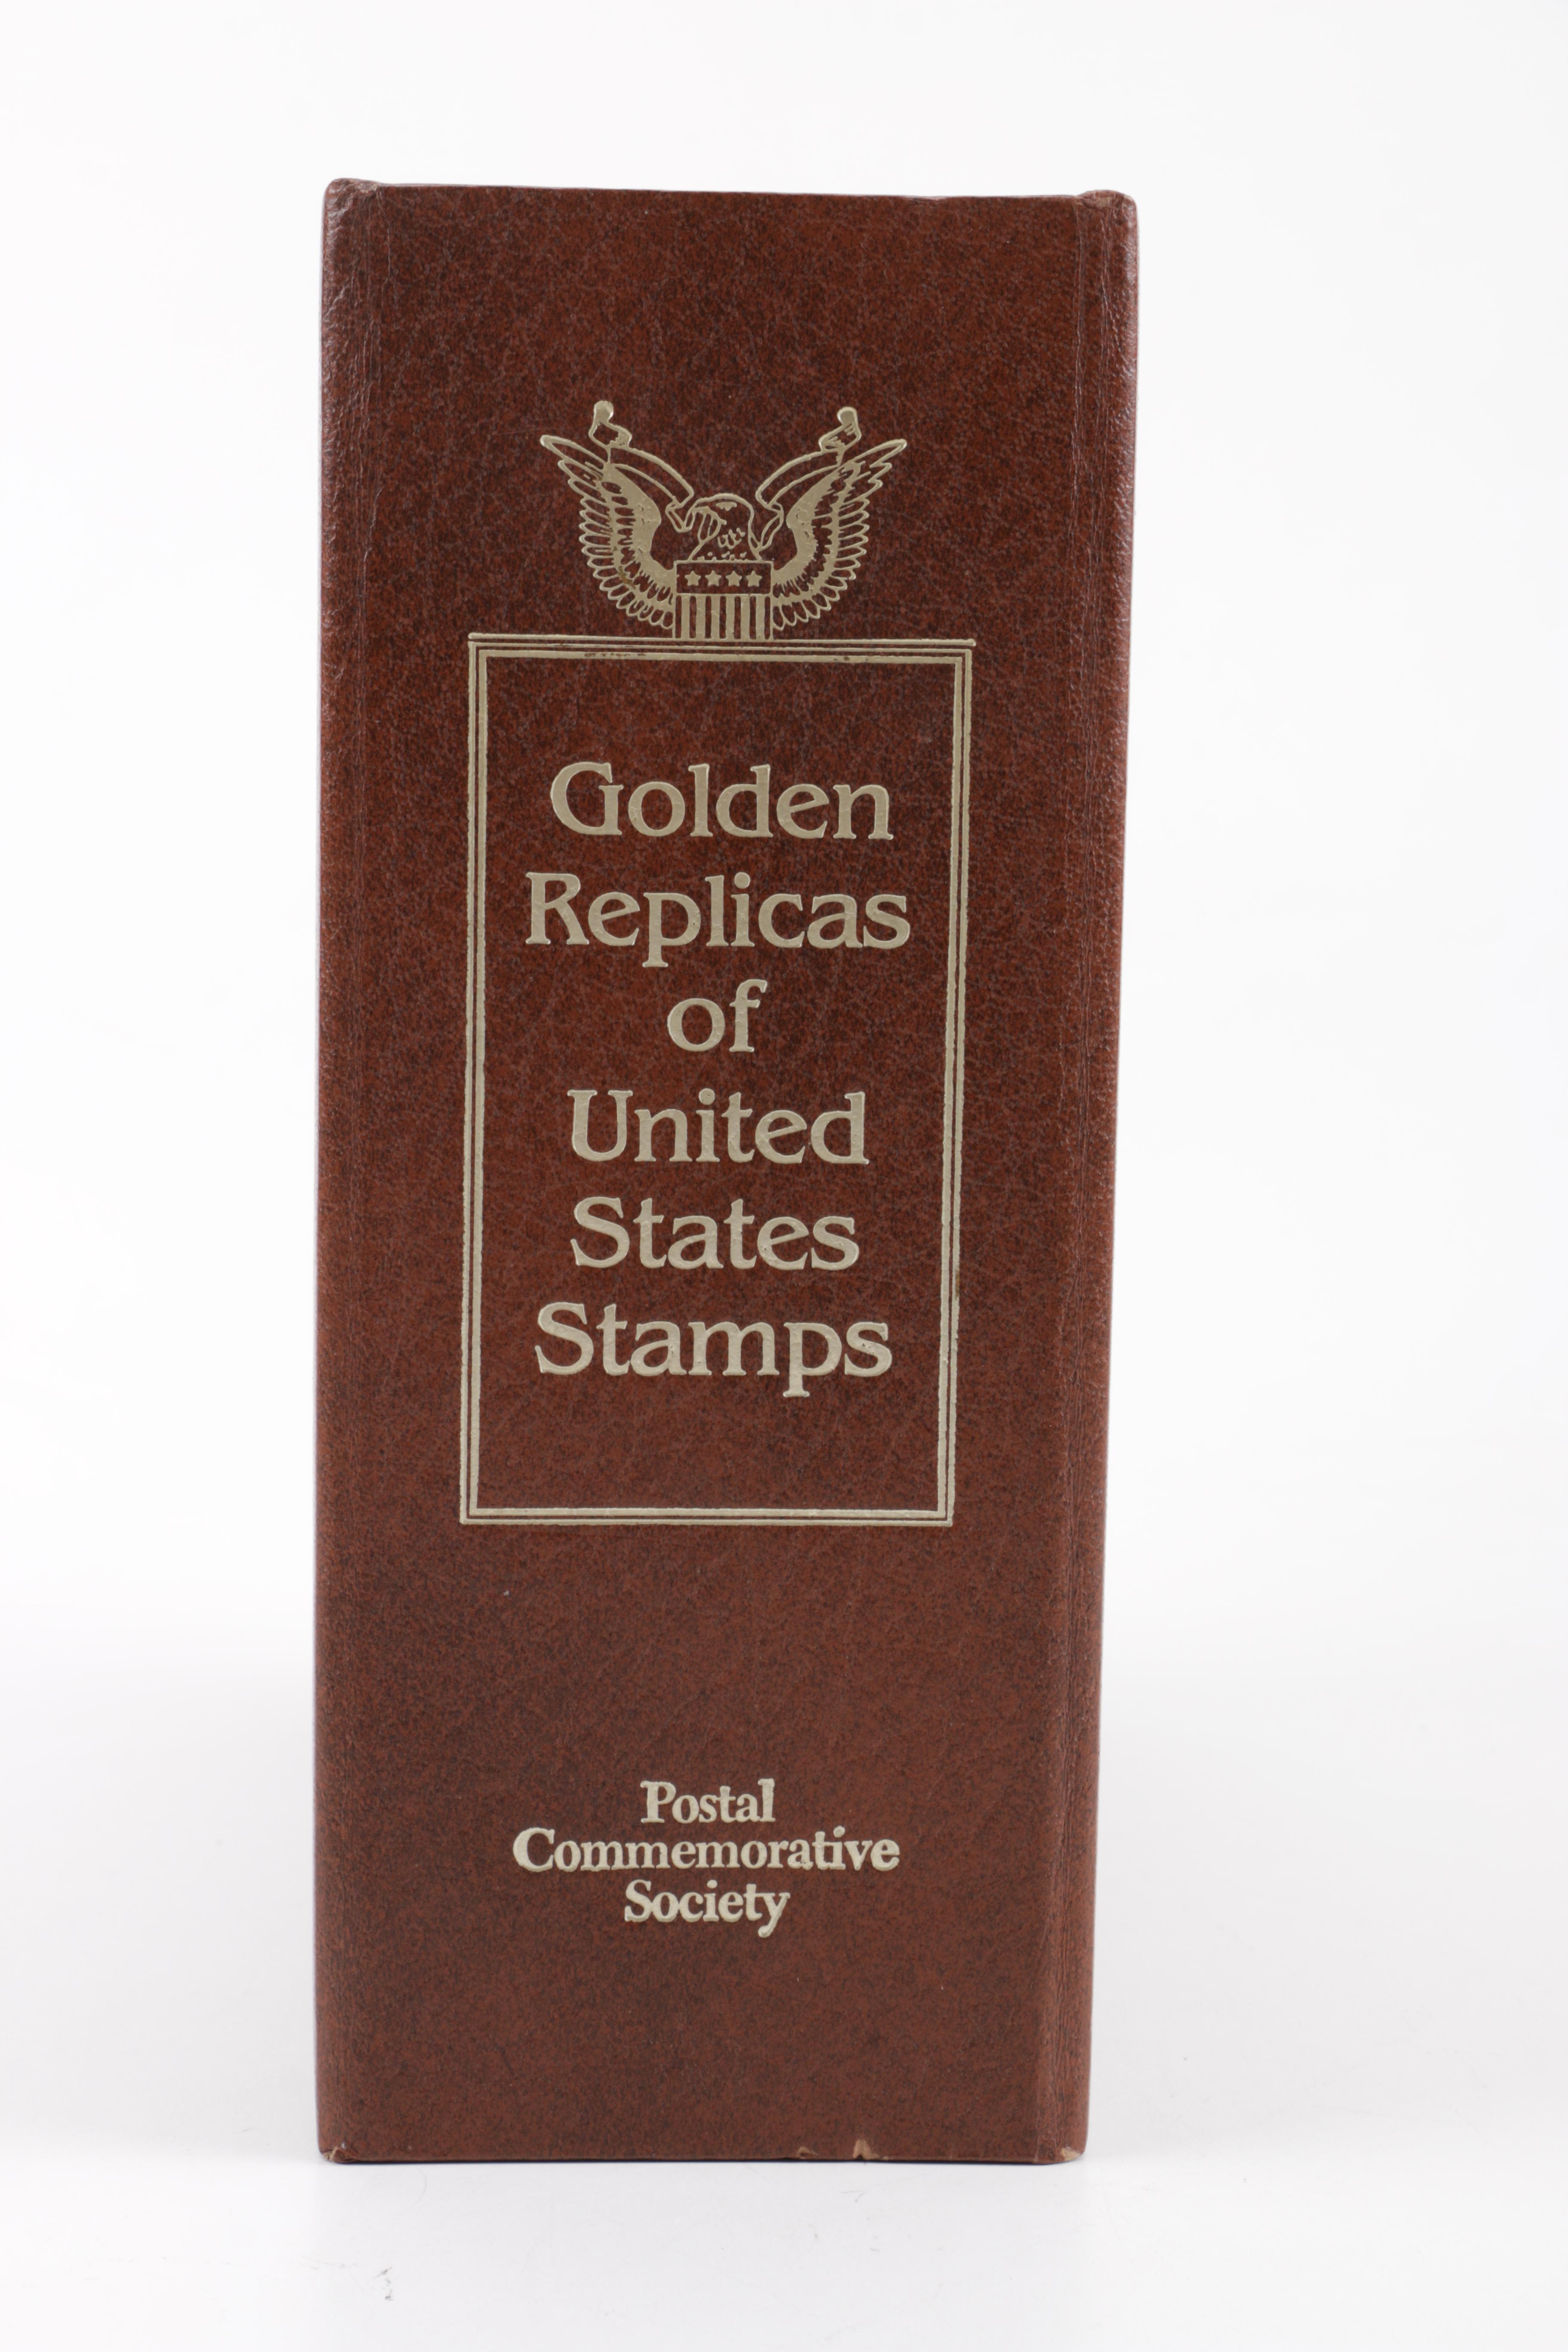 Golden
Replicas
of
United
States
Stamps
Postal
Commemorative
Society